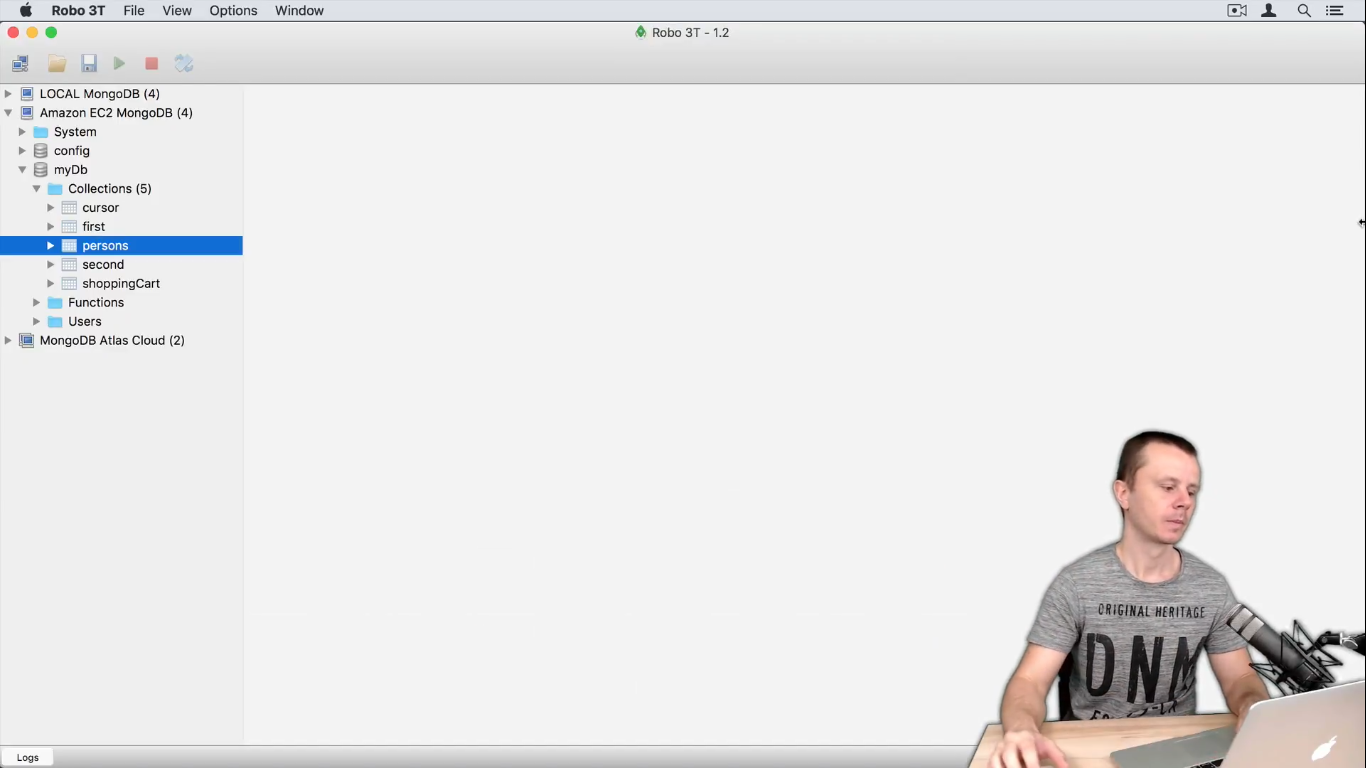 Robo 3T File View Options Window
Robo 3T - 1.2
LOCAL MongoDB (4)
Amazon EC2 MongoDB (4)
System
config
myDb
Collections (5)
cursor
first
persons
second
shoppingCart
Functions
Users
MongoDB Atlas Cloud (2)
ORIGINAL HERITAGE
DNM
Logs